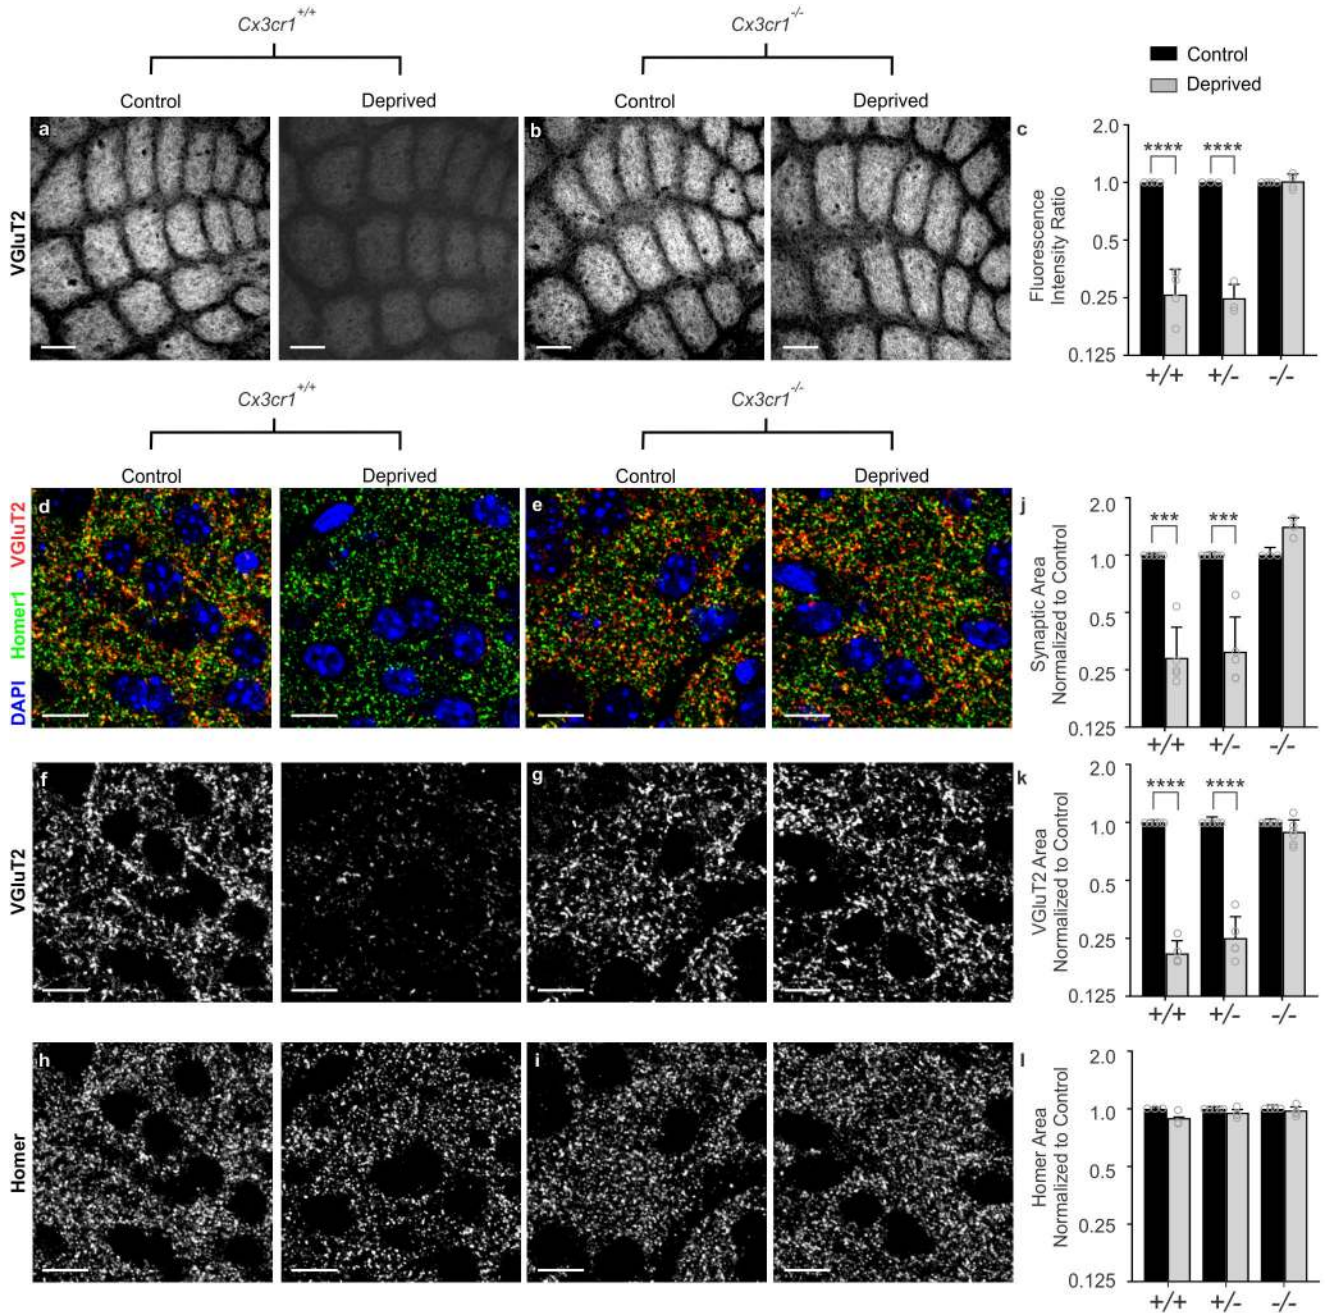 Cx3cr1+/+ Cx3cr1-/-
Control
Deprived
Control Deprived Control Deprived
a b c
VGluT2
Fluorescence
Intensity Ratio
2.0
1.0
0.5
0.25
0.125
**** ****
+/+ +/- -/-
Cx3cr1+/+ Cx3cr1-/-
Control Deprived Control Deprived
d e j
DAPI Homer1 VGluT2
Synaptic Area
Normalized to Control
2.0
1.0
0.5
0.25
0.125
*** ***
+/+ +/- -/-
f g k
VGluT2
VGluT2 Area
Normalized to Control
2.0
1.0
0.5
0.25
0.125
**** ****
+/+ +/- -/-
h i l
Homer
Homer Area
Normalized to Control
2.0
1.0
0.5
0.25
0.125
+/+ +/- -/-